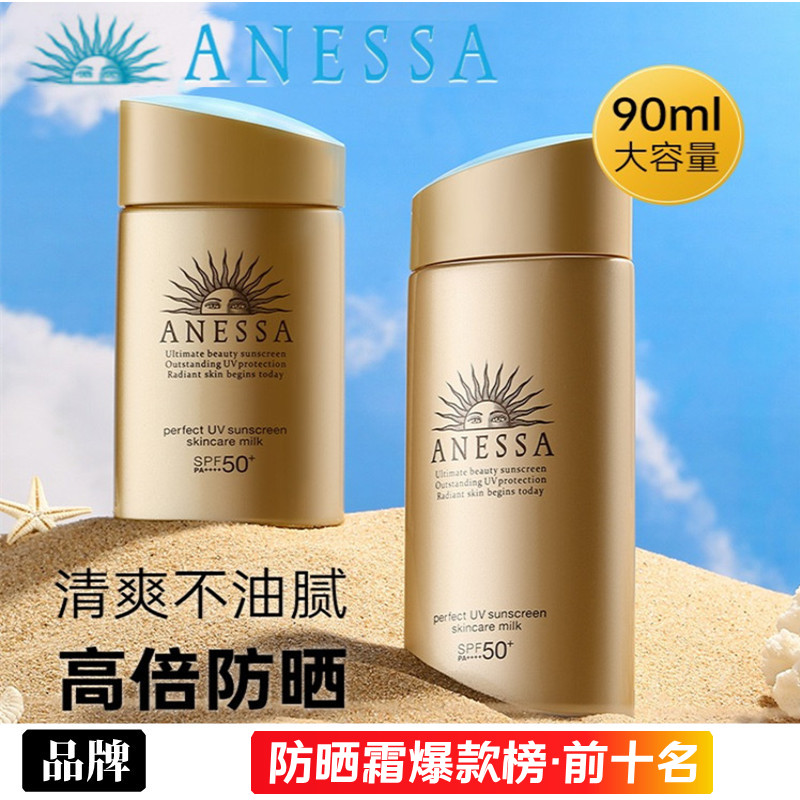 ANESSA
90ml
大容量
ANESSA
Ultimate beauty sunscreen
Outstanding UV protection
Radiant skin begins today
perfect UV sunscreen
skincare milk
SPF50+
PA++++
ANESSA
Ultimate beauty sunscreen
Outstanding UV protection
Radiant skin begins today
perfect UV sunscreen
skincare milk
SPF50+
PA++++
清爽不油腻
高倍防晒
品牌
防晒霜爆款榜·前十名